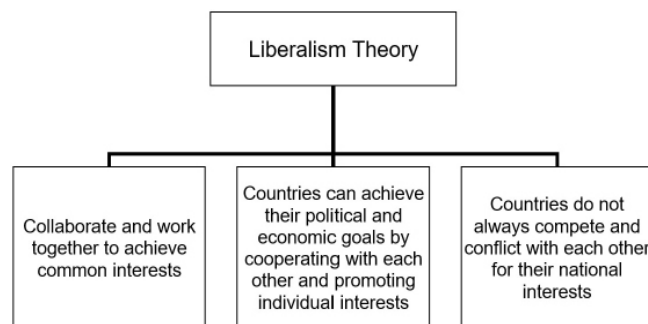 Liberalism Theory
Collaborate and work
together to achieve
common interests
Countries can achieve
their political and
economic goals by
cooperating with each
other and promoting
individual interests
Countries do not
always compete and
conflict with each other
for their national
interests